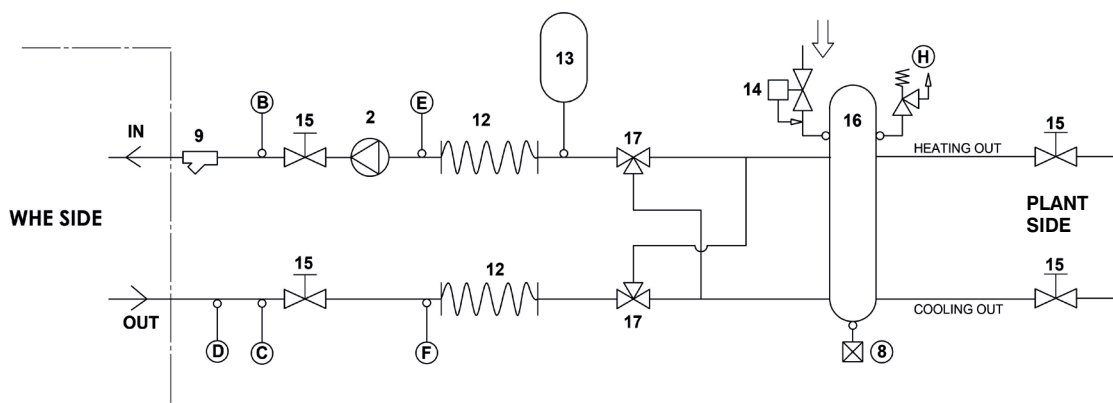 H
13
14
B
E
15
2
12
17
16
15
IN
9
HEATING OUT
WHE SIDE
PLANT
SIDE
15
12
15
OUT
17
COOLING OUT
D
C
F
8